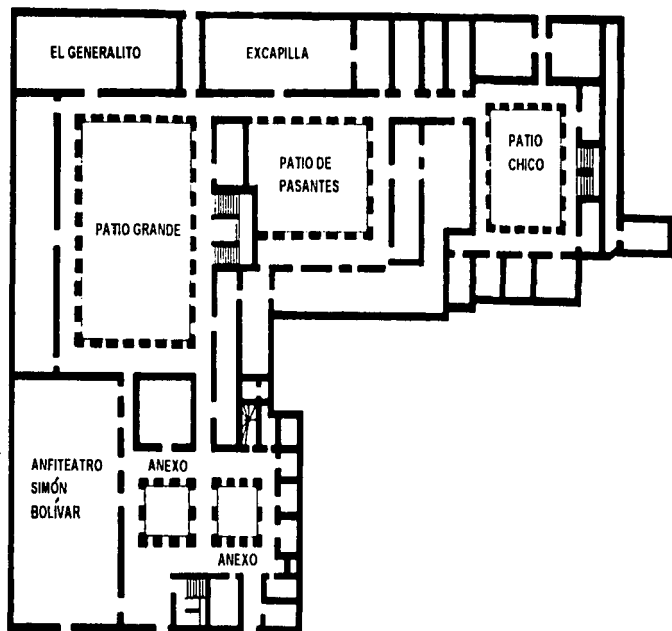 EL GENERALITO
EXCAPILLA
PATIO DE
PASANTES
PATIO
CHICO
PATIO GRANDE
ANFITEATRO
SIMÓN
BOLÍVAR
ANEXO
ANEXO